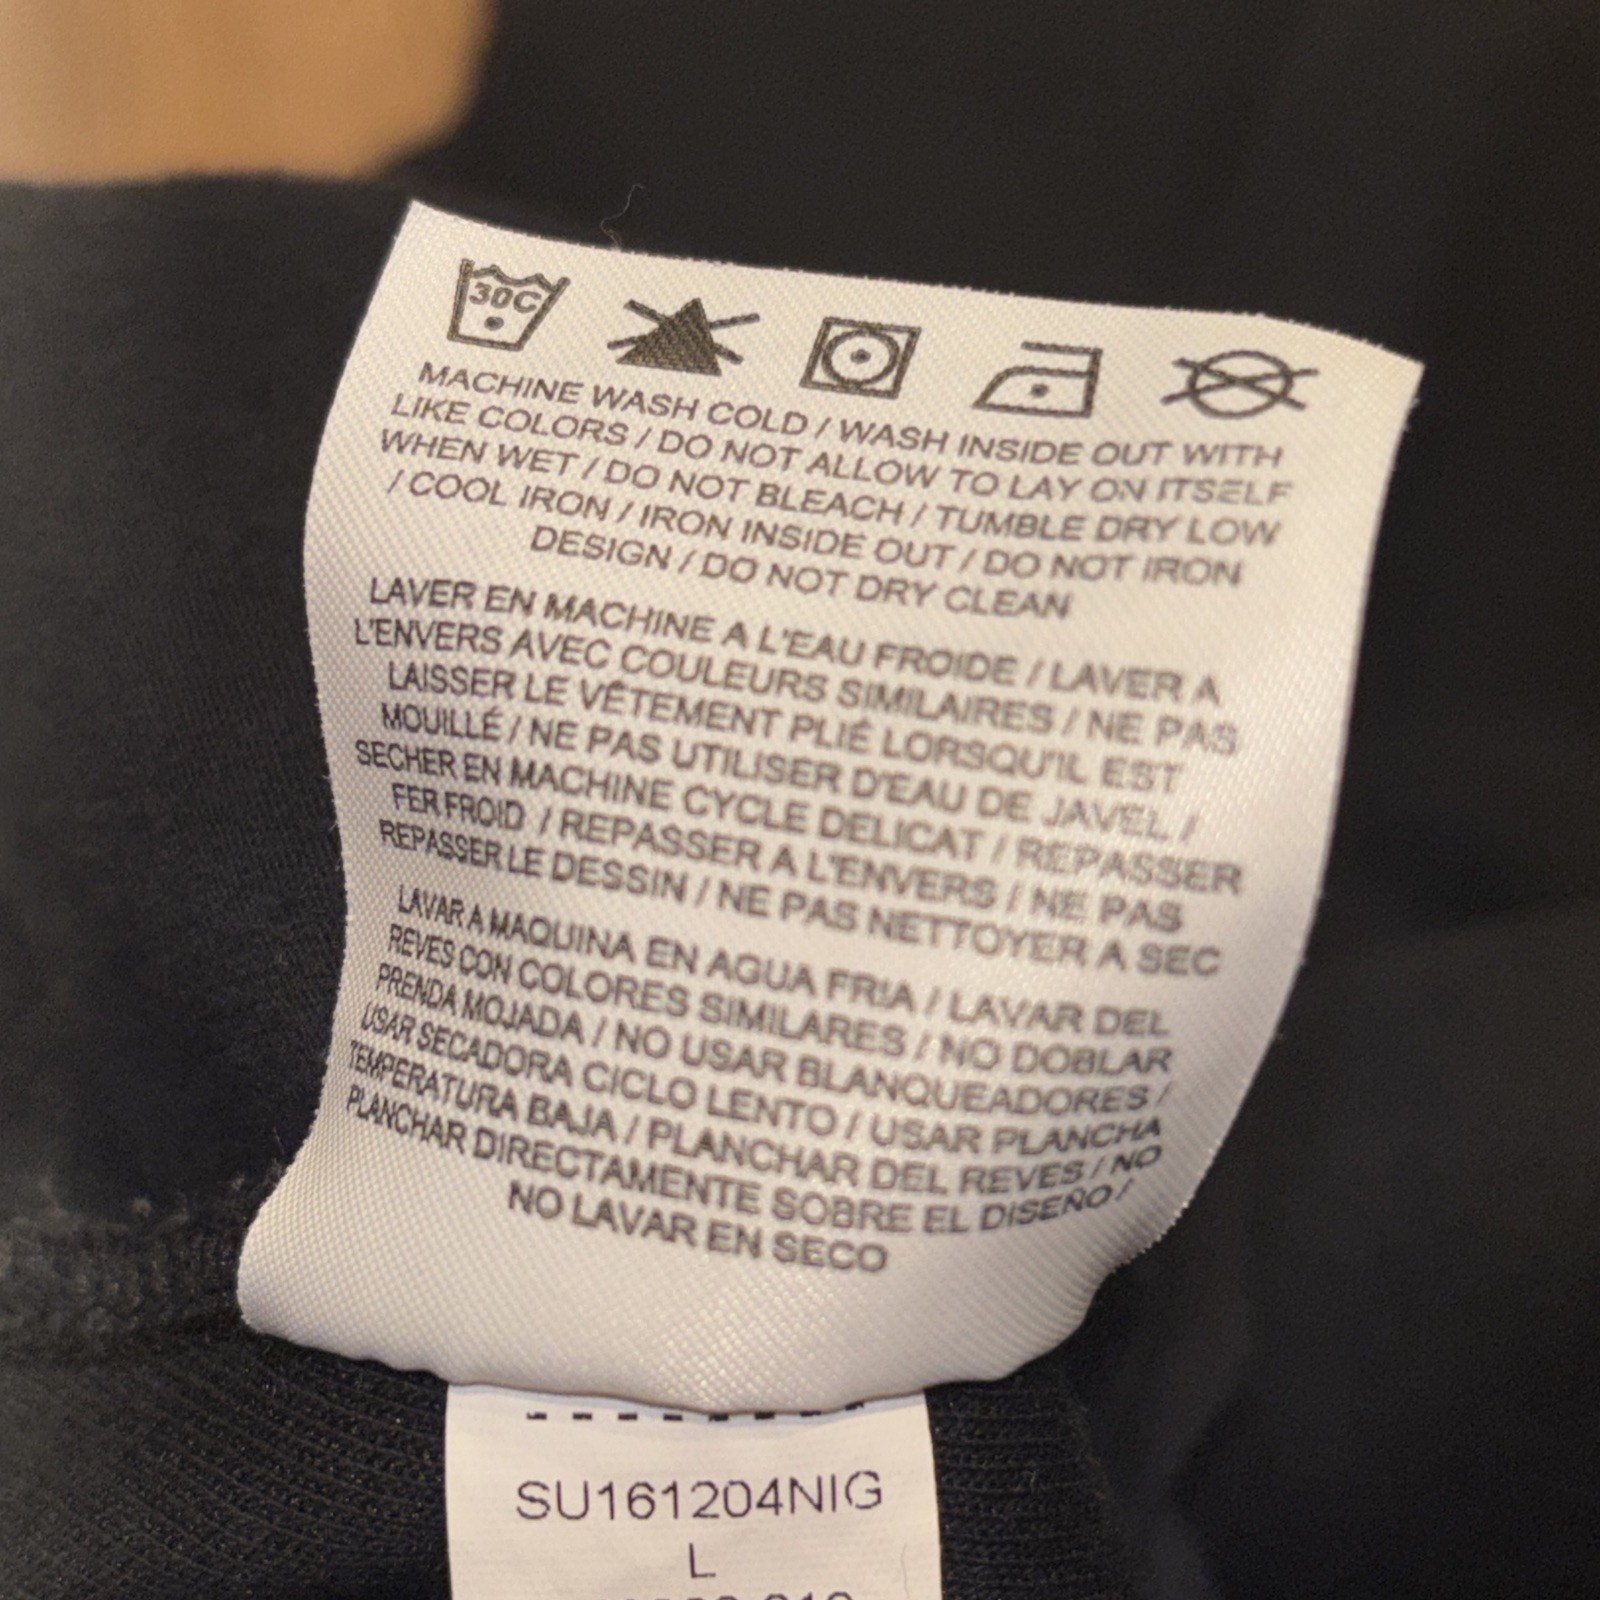 30C
MACHINE WASH COLD / WASH INSIDE OUT WITH
LIKE COLORS / DO NOT ALLOW TO LAY ON ITSELF
WHEN WET / DO NOT BLEACH / TUMBLE DRY LOW
/ COOL IRON / IRON INSIDE OUT / DO NOT IRON
DESIGN / DO NOT DRY CLEAN
LAVER EN MACHINE A L'EAU FROIDE / LAVER A
L'ENVERS AVEC COULEURS SIMILAIRES / NE PAS
LAISSER LE VÊTEMENT PLIÉ LORSQU'IL EST
MOUILLÉ / NE PAS UTILISER D'EAU DE JAVEL /
SECHER EN MACHINE CYCLE DELICAT / REPASSER
FER FROID / REPASSER A L'ENVERS / NE PAS
REPASSER LE DESSIN / NE PAS NETTOYER A SEC
LAVAR A MAQUINA EN AGUA FRIA / LAVAR DEL
REVES CON COLORES SIMILARES / NO DOBLAR
PRENDA MOJADA / NO USAR BLANQUEADORES /
USAR SECADORA CICLO LENTO / USAR PLANCHA
TEMPERATURA BAJA / PLANCHAR DEL REVES / NO
PLANCHAR DIRECTAMENTE SOBRE EL DISEÑO /
NO LAVAR EN SECO
SU161204NIG
L